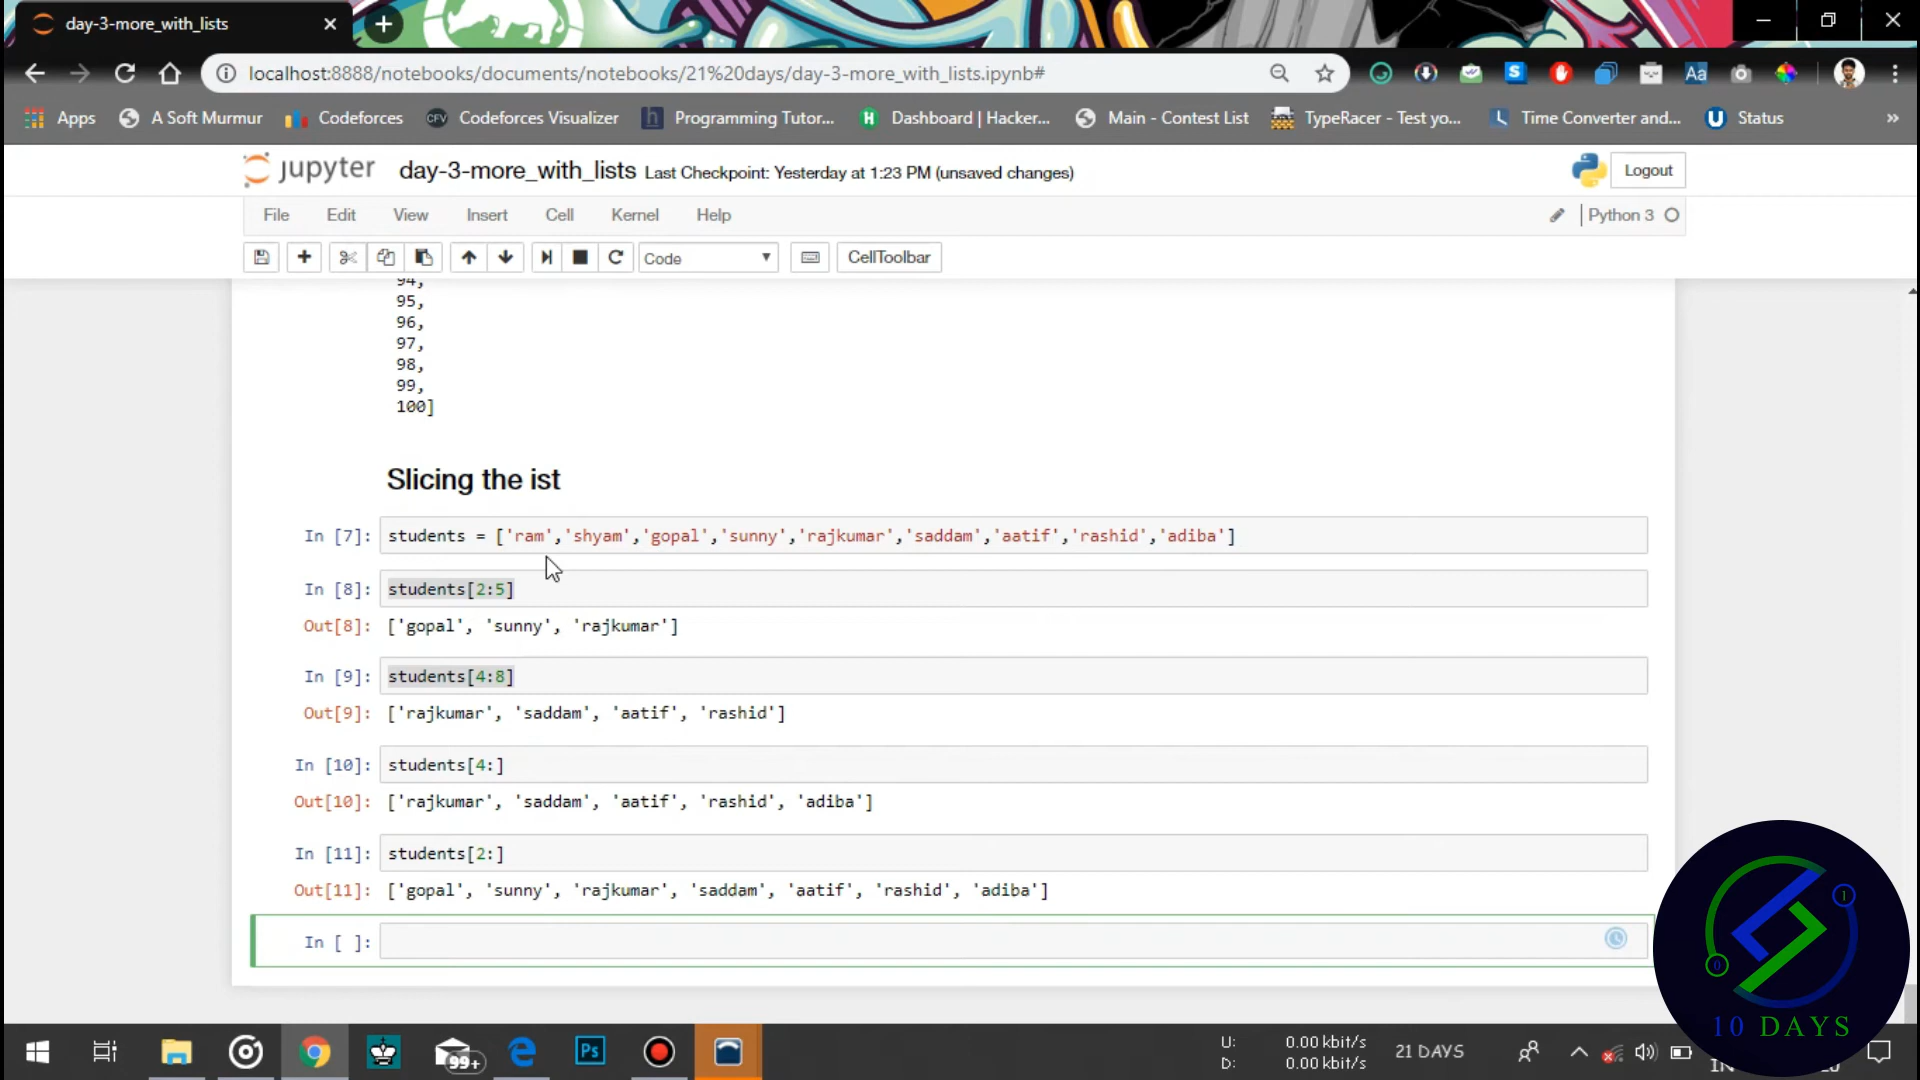 day-3-more_with_lists
localhost:8888/notebooks/documents/notebooks/21%20days/day-3-more_with_lists.ipynb#
Apps A Soft Murmur Codeforces CFV Codeforces Visualizer h Programming Tutor... H Dashboard | Hacker... Main - Contest List TypeRacer - Test yo... Time Converter and... U Status »
jupyter day-3-more_with_lists Last Checkpoint: Yesterday at 1:23 PM (unsaved changes) Logout
File Edit View Insert Cell Kernel Help Python 3
Code CellToolbar
94,
95,
96,
97,
98,
99,
100]
Slicing the ist
In [7]: students = ['ram','shyam','gopal','sunny','rajkumar','saddam','aatif','rashid','adiba']
In [8]: students[2:5]
Out[8]: ['gopal', 'sunny', 'rajkumar']
In [9]: students[4:8]
Out[9]: ['rajkumar', 'saddam', 'aatif', 'rashid']
In [10]: students[4:]
Out[10]: ['rajkumar', 'saddam', 'aatif', 'rashid', 'adiba']
In [11]: students[2:]
Out[11]: ['gopal', 'sunny', 'rajkumar', 'saddam', 'aatif', 'rashid', 'adiba']
In [ ]:
1
0
10 DAYS
99+ Ps
U: 0.00 kbit/s
D: 0.00 kbit/s
21 DAYS